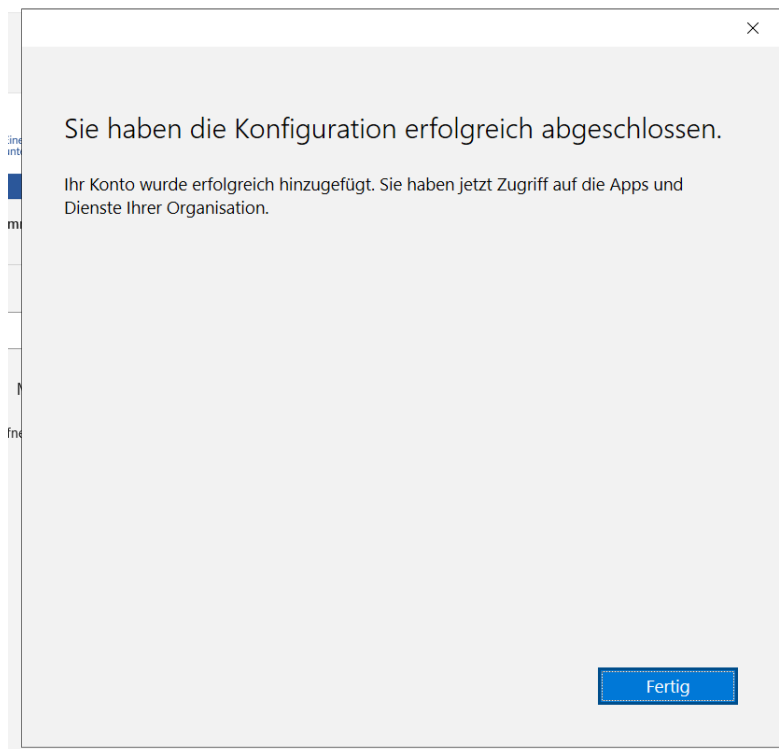 Sie haben die Konfiguration erfolgreich abgeschlossen.
Ihr Konto wurde erfolgreich hinzugefügt. Sie haben jetzt Zugriff auf die Apps und
Dienste Ihrer Organisation.
Fertig